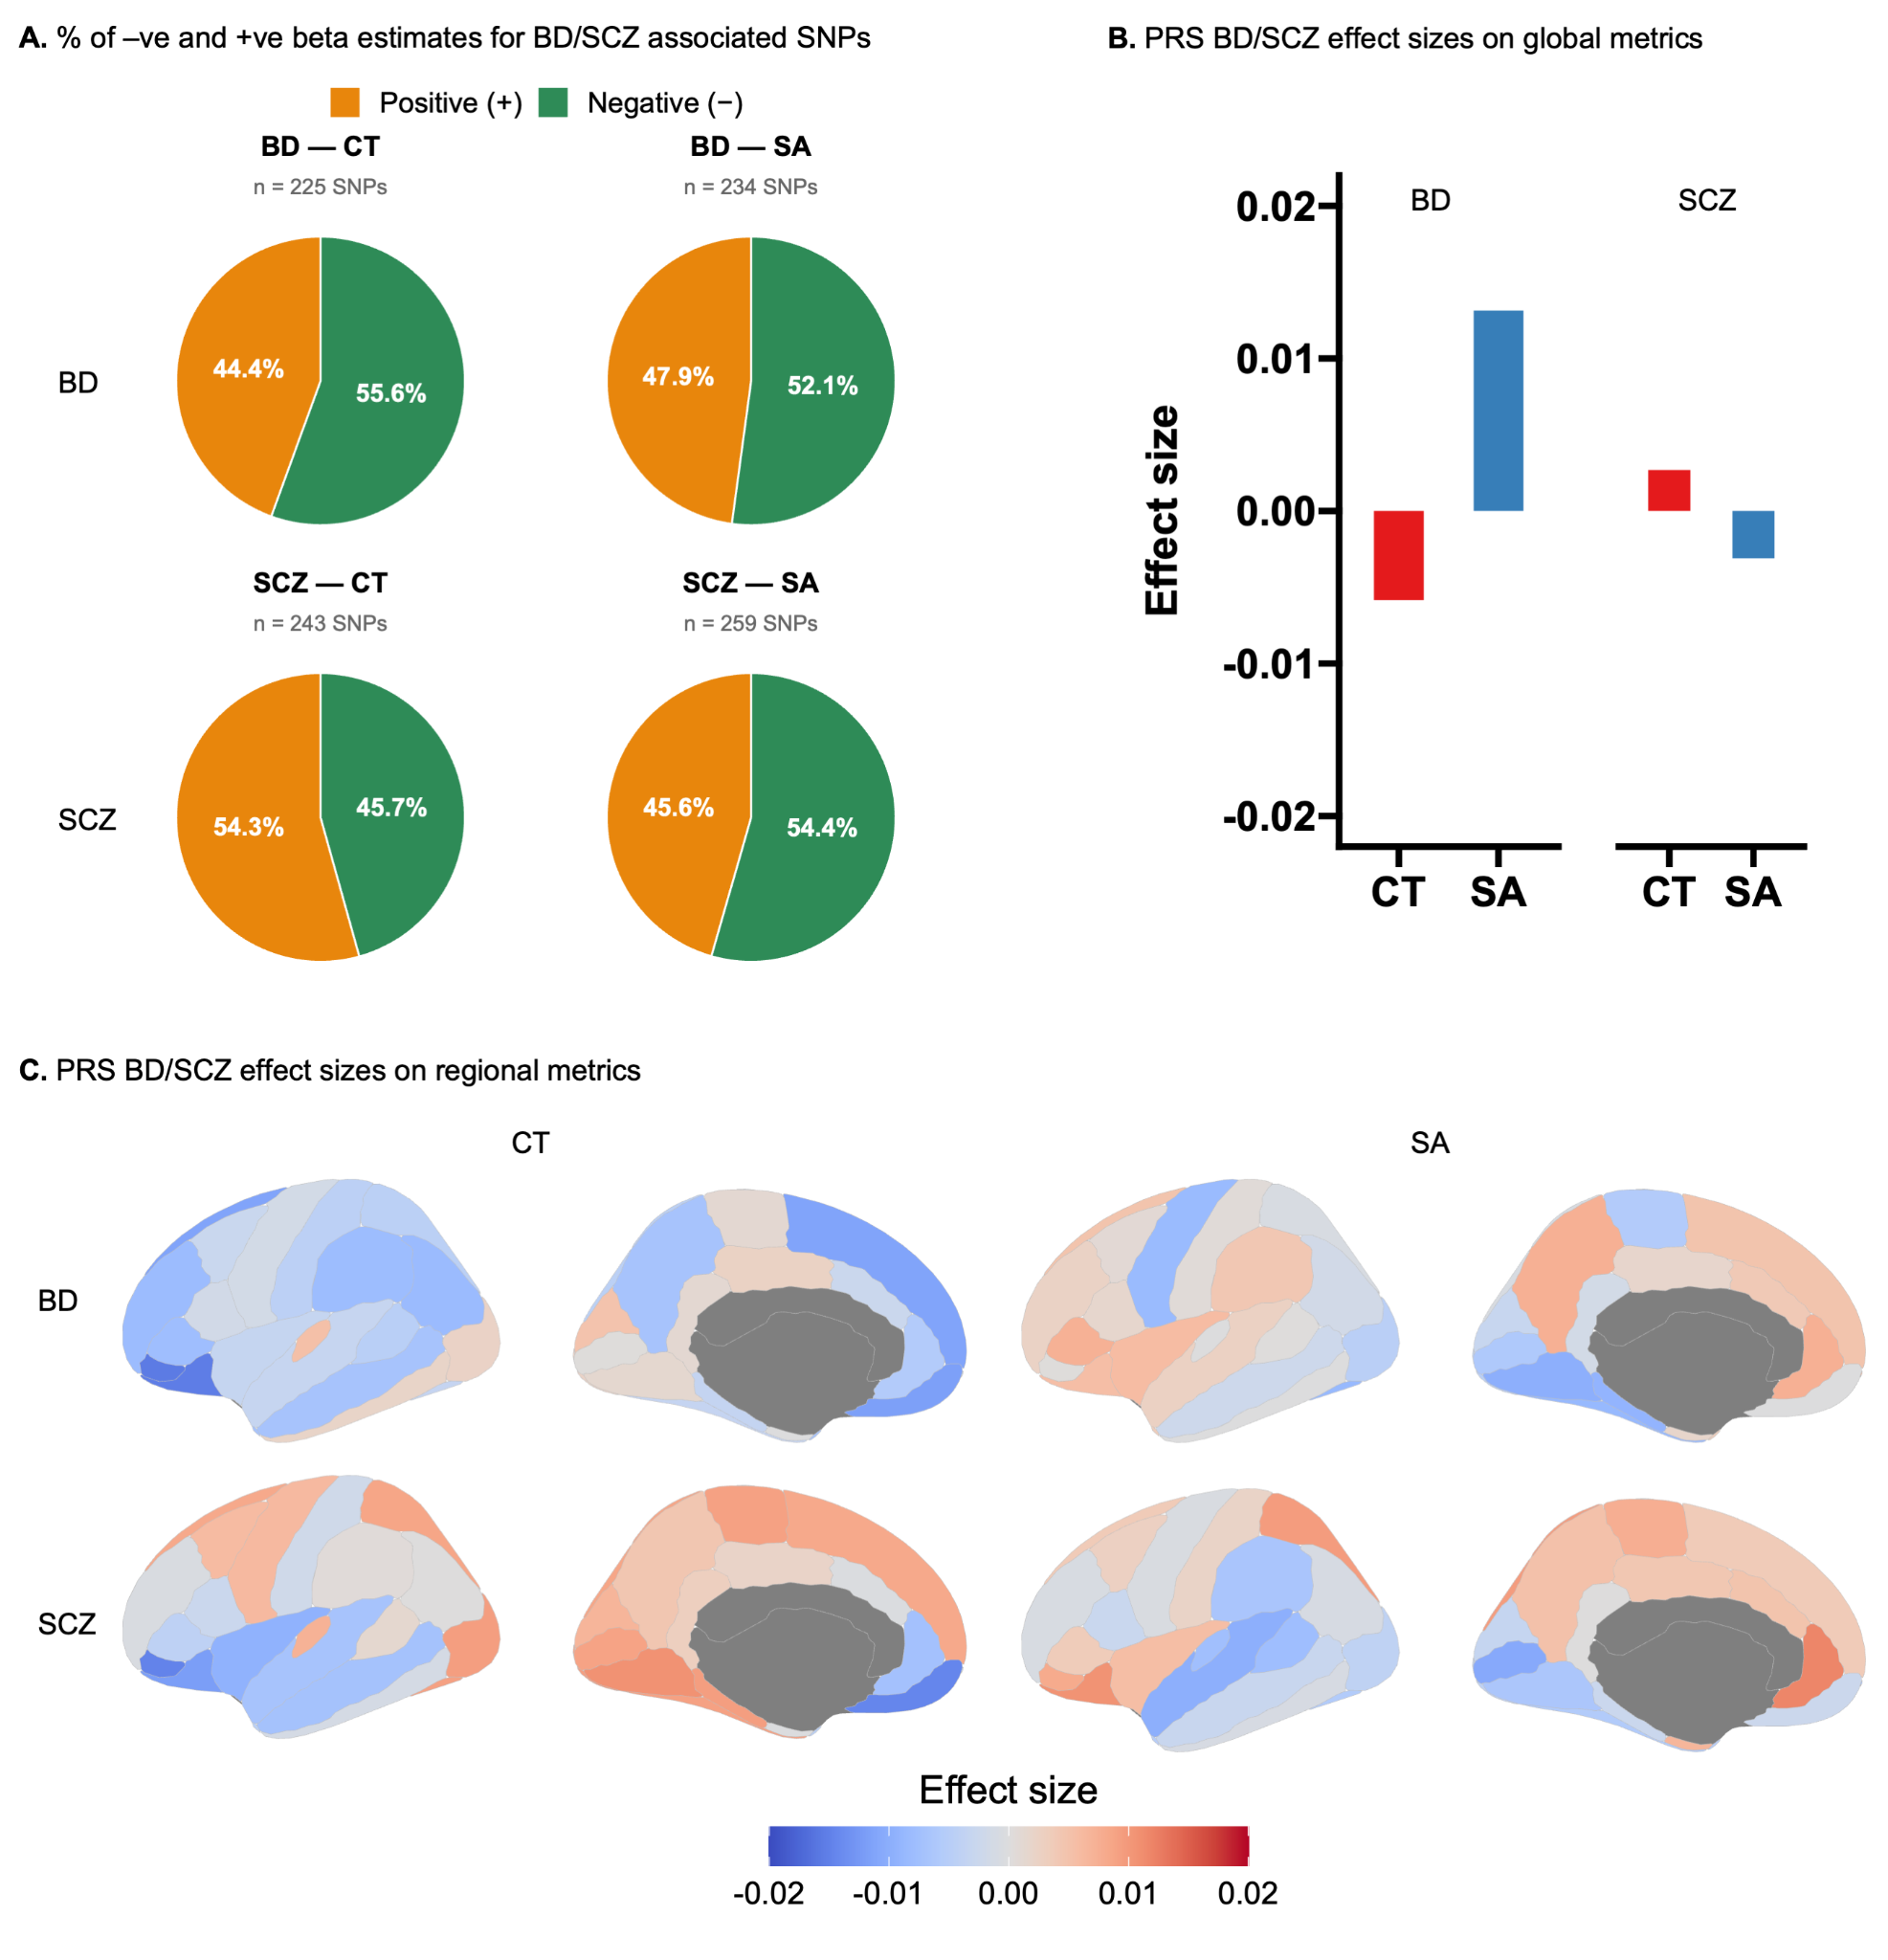 A. % of –ve and +ve beta estimates for BD/SCZ associated SNPs
Positive (+) Negative (−)
BD — CT
n = 225 SNPs
BD — SA
n = 234 SNPs
BD
44.4%
55.6%
47.9%
52.1%
SCZ — CT
n = 243 SNPs
SCZ — SA
n = 259 SNPs
SCZ
54.3%
45.7%
45.6%
54.4%
B. PRS BD/SCZ effect sizes on global metrics
BD
SCZ
Effect size
0.02
0.01
0.00
-0.01
-0.02
CT SA
CT SA
C. PRS BD/SCZ effect sizes on regional metrics
CT
SA
BD
SCZ
Effect size
-0.02 -0.01 0.00 0.01 0.02